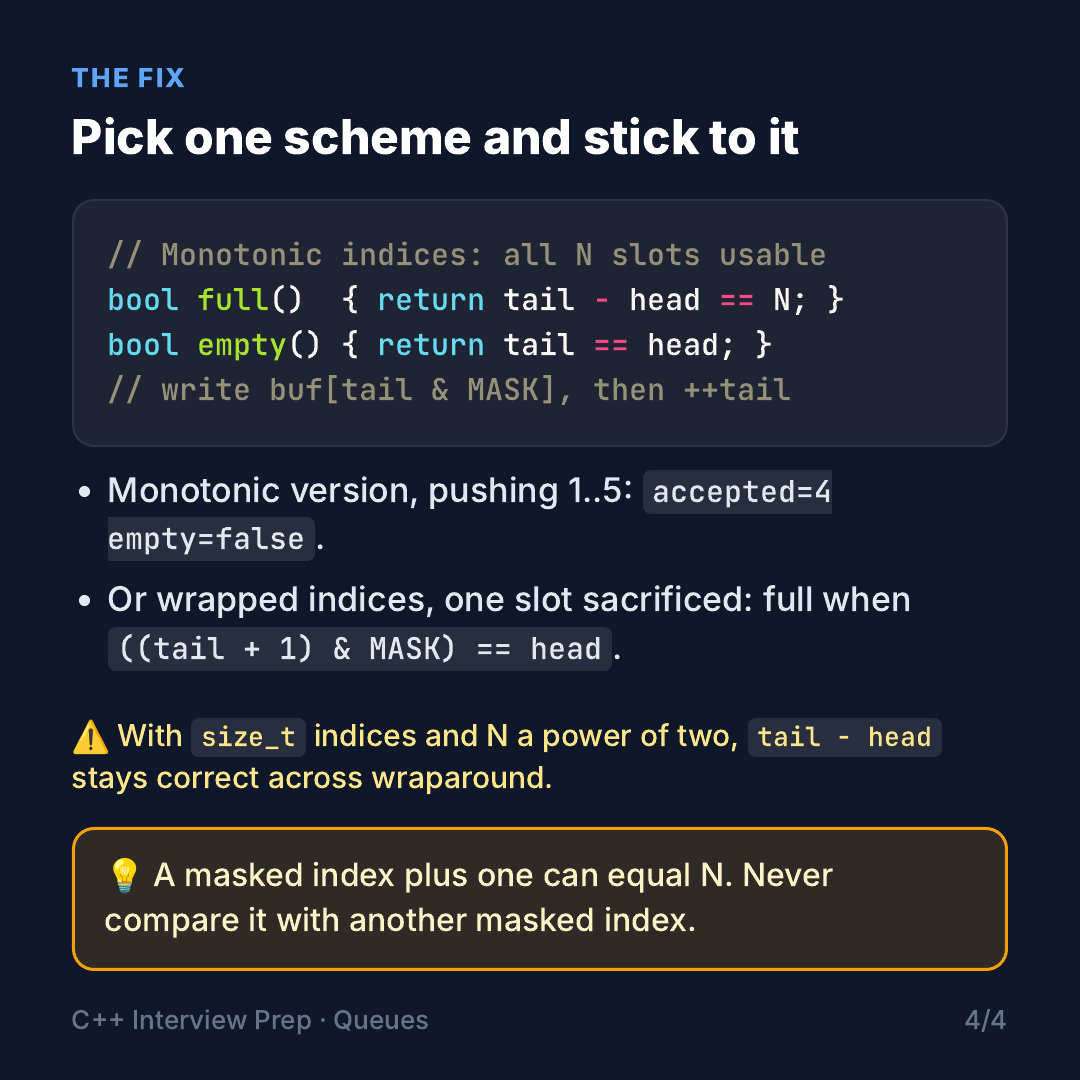 THE FIX
Pick one scheme and stick to it
// Monotonic indices: all N slots usable
bool full()  { return tail - head == N; }
bool empty() { return tail == head; }
// write buf[tail & MASK], then ++tail
• Monotonic version, pushing 1..5: accepted=4
empty=false.
• Or wrapped indices, one slot sacrificed: full when
((tail + 1) & MASK) == head.
⚠️ With size_t indices and N a power of two, tail - head
stays correct across wraparound.
💡 A masked index plus one can equal N. Never
compare it with another masked index.
C++ Interview Prep · Queues
4/4